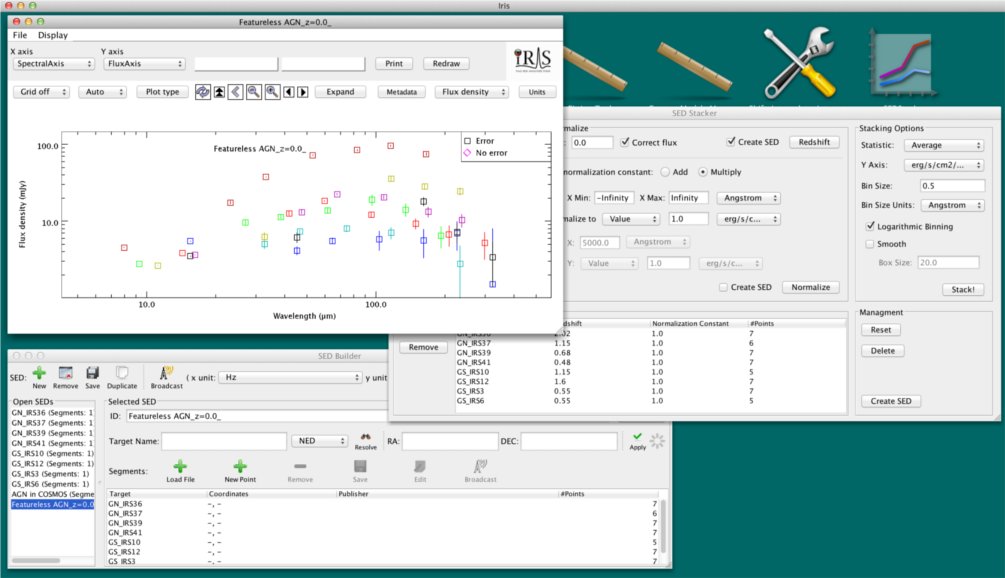 Iris
Featureless AGN_z=0.0_
File Display
X axis Y axis
SpectralAxis FluxAxis Print Redraw
IRIS
Grid off Auto Plot type Expand Metadata Flux density Units
Featureless AGN_z=0.0_
Error
No error
100.0
10.0
Flux density (mJy)
10.0 100.0
Wavelength (μm)
SED Stacker
malize
0.0 Correct flux Create SED Redshift
normalization constant: Add Multiply
X Min: -Infinity X Max: Infinity Angstrom
malize to Value 1.0 erg/s/c...
X: 5000.0 Angstrom
Y: Value 1.0 erg/s/c...
Create SED Normalize
Stacking Options
Statistic: Average
Y Axis: erg/s/cm2/...
Bin Size: 0.5
Bin Size Units: Angstrom
Logarithmic Binning
Smooth
Box Size: 20.0
Stack!
Managment
Reset
Delete
Create SED
Remove
dshift Normalization Constant #Points
GN_IRS36 2.02 1.0 7
GN_IRS37 1.15 1.0 6
GN_IRS39 0.68 1.0 7
GN_IRS41 0.48 1.0 7
GS_IRS10 1.15 1.0 5
GS_IRS12 1.6 1.0 7
GS_IRS3 0.55 1.0 7
GS_IRS6 0.55 1.0 5
SED Builder
SED: New Remove Save Duplicate Broadcast ( x unit: Hz y unit
Open SEDs
GN_IRS36 (Segments: 1)
GN_IRS37 (Segments: 1)
GN_IRS39 (Segments: 1)
GN_IRS41 (Segments: 1)
GS_IRS10 (Segments: 1)
GS_IRS12 (Segments: 1)
GS_IRS3 (Segments: 1)
GS_IRS6 (Segments: 1)
AGN in COSMOS (Segme
Featureless AGN_z=0.0
Selected SED
ID: Featureless AGN_z=0.0_
Target Name: NED Resolve RA: DEC: Apply
Segments: Load File New Point Remove Save Edit Broadcast
Target Coordinates Publisher #Points
GN_IRS36 -, - 7
GN_IRS37 -, - 6
GN_IRS39 -, - 7
GN_IRS41 -, - 7
GS_IRS10 -, - 5
GS_IRS12 -, - 7
GS_IRS3 -, - 7